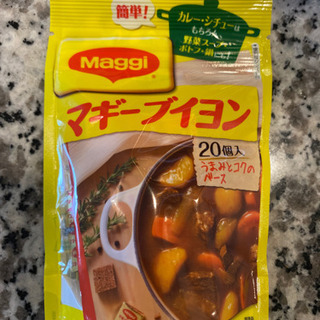 簡単!
カレー・シチューは
もちろん
野菜スープ
ポトフ・鍋にも!
Maggi
マギーブイヨン
20個入
うまみとコクの
ベース